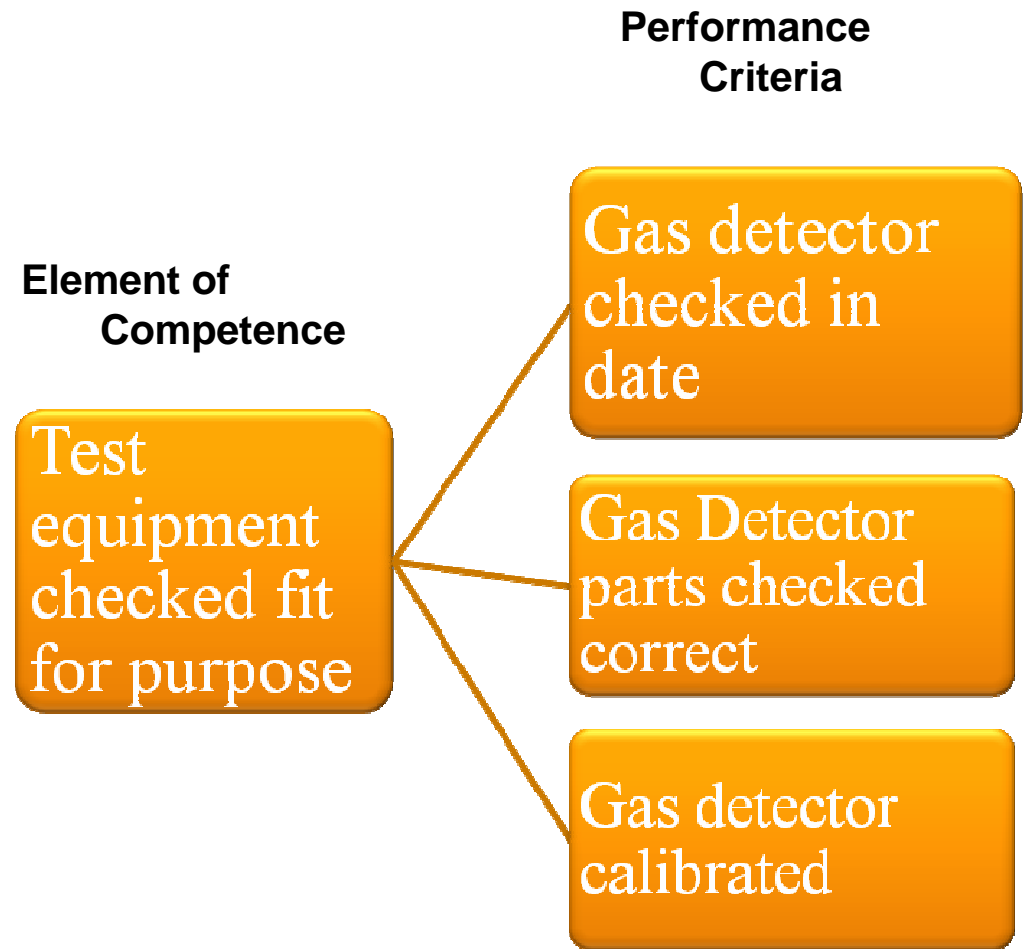 Performance
Criteria
Element of
Competence
Test
equipment
checked fit
for purpose
Gas detector
checked in
date
Gas Detector
parts checked
correct
Gas detector
calibrated